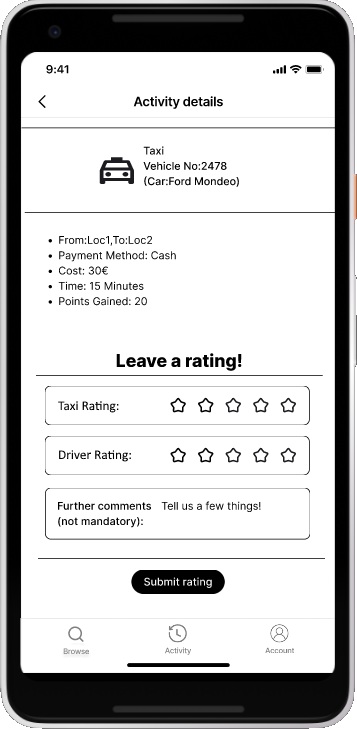 9:41
Activity details
Taxi
Vehicle No:2478
(Car:Ford Mondeo)
• From:Loc1,To:Loc2
• Payment Method: Cash
• Cost: 30€
• Time: 15 Minutes
• Points Gained: 20
Leave a rating!
Taxi Rating:
Driver Rating:
Further comments Tell us a few things!
(not mandatory):
Submit rating
Browse Activity Account